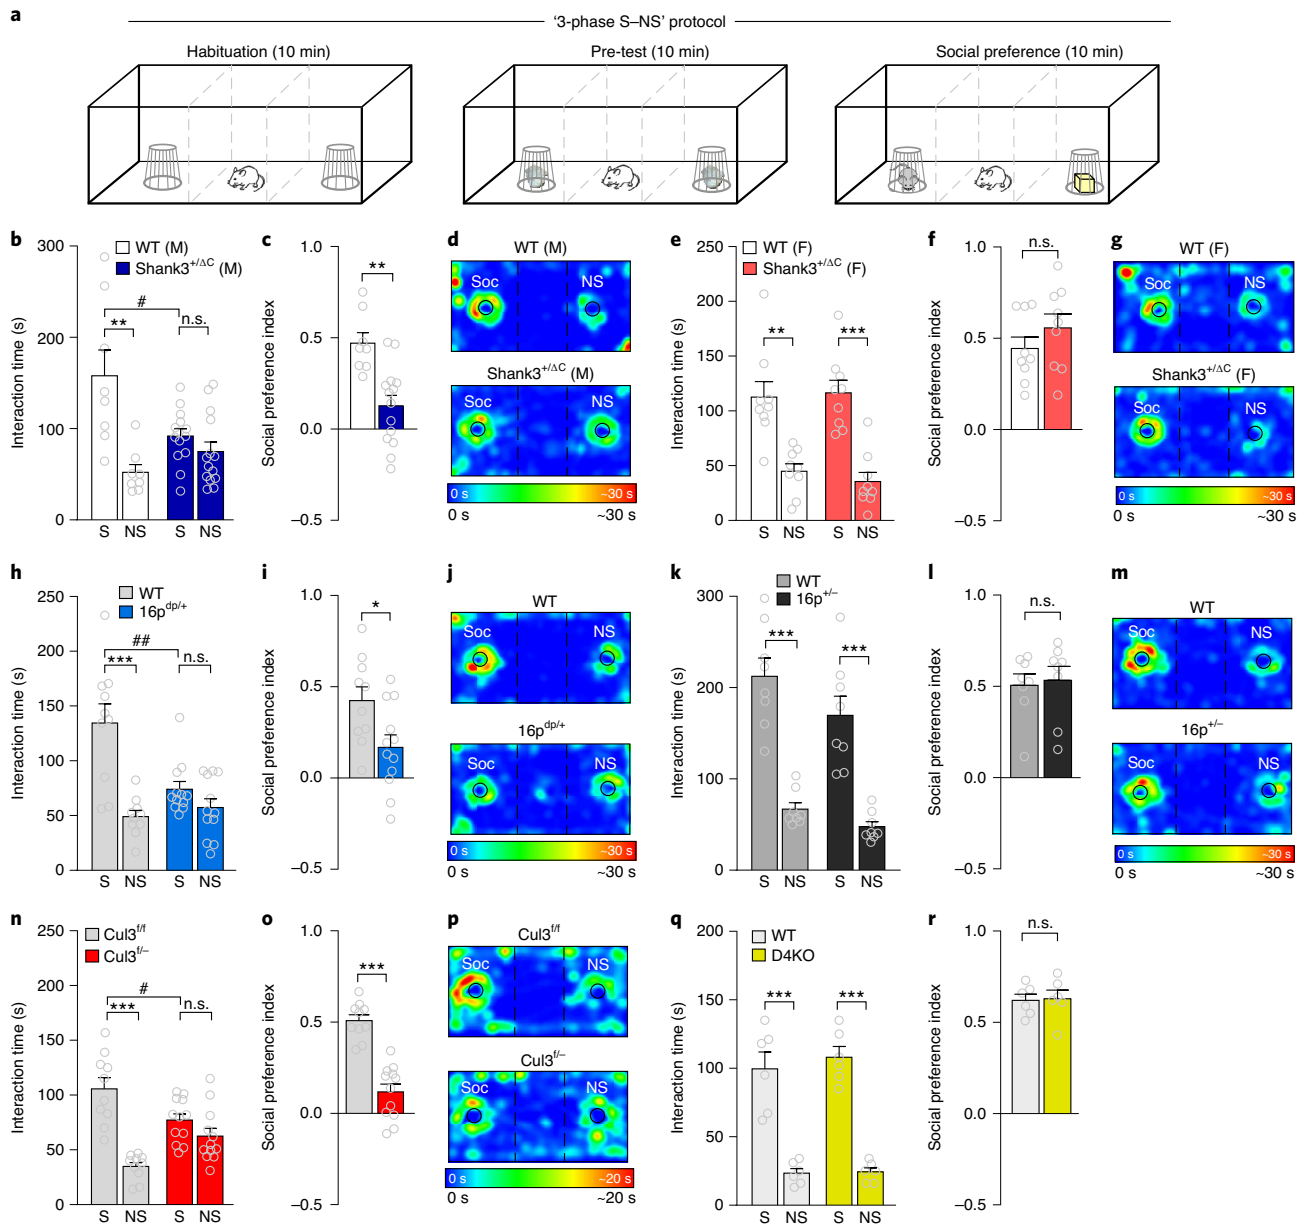 a
‘3-phase S–NS’ protocol
Habituation (10 min)
Pre-test (10 min)
Social preference (10 min)
b
300
200
100
0
Interaction time (s)
WT (M)
Shank3+/ΔC (M)
#
**
n.s.
S NS S NS
c
1.0
0.5
0.0
–0.5
Social preference index
**
d
WT (M)
Soc NS
Shank3+/ΔC (M)
0 s ~30 s
0 s ~30 s
e
250
200
150
100
50
0
Interaction time (s)
WT (F)
Shank3+/ΔC (F)
** ***
S NS S NS
f
1.0
0.5
0.0
–0.5
Social preference index
n.s.
g
WT (F)
Soc NS
Shank3+/ΔC (F)
0 s ~30 s
0 s ~30 s
h
250
200
150
100
50
0
Interaction time (s)
WT
16pdp/+
##
*** n.s.
S NS S NS
i
1.0
0.5
0.0
–0.5
Social preference index
*
j
WT
Soc NS
16pdp/+
Soc NS
0 s ~30 s
0 s ~30 s
k
300
200
100
0
Interaction time (s)
WT
16p+/–
*** ***
S NS S NS
l
1.0
0.5
0.0
–0.5
Social preference index
n.s.
m
WT
Soc NS
16p+/–
Soc NS
0 s ~30 s
0 s ~30 s
n
250
200
150
100
50
0
Interaction time (s)
Cul3f/f
Cul3f/–
#
*** n.s.
S NS S NS
o
1.0
0.5
0.0
–0.5
Social preference index
***
p
Cul3f/f
Soc NS
Cul3f/–
Soc NS
0 s ~20 s
0 s ~20 s
q
200
150
100
50
0
Interaction time (s)
WT
D4KO
*** ***
S NS S NS
r
1.0
0.5
0.0
–0.5
Social preference index
n.s.